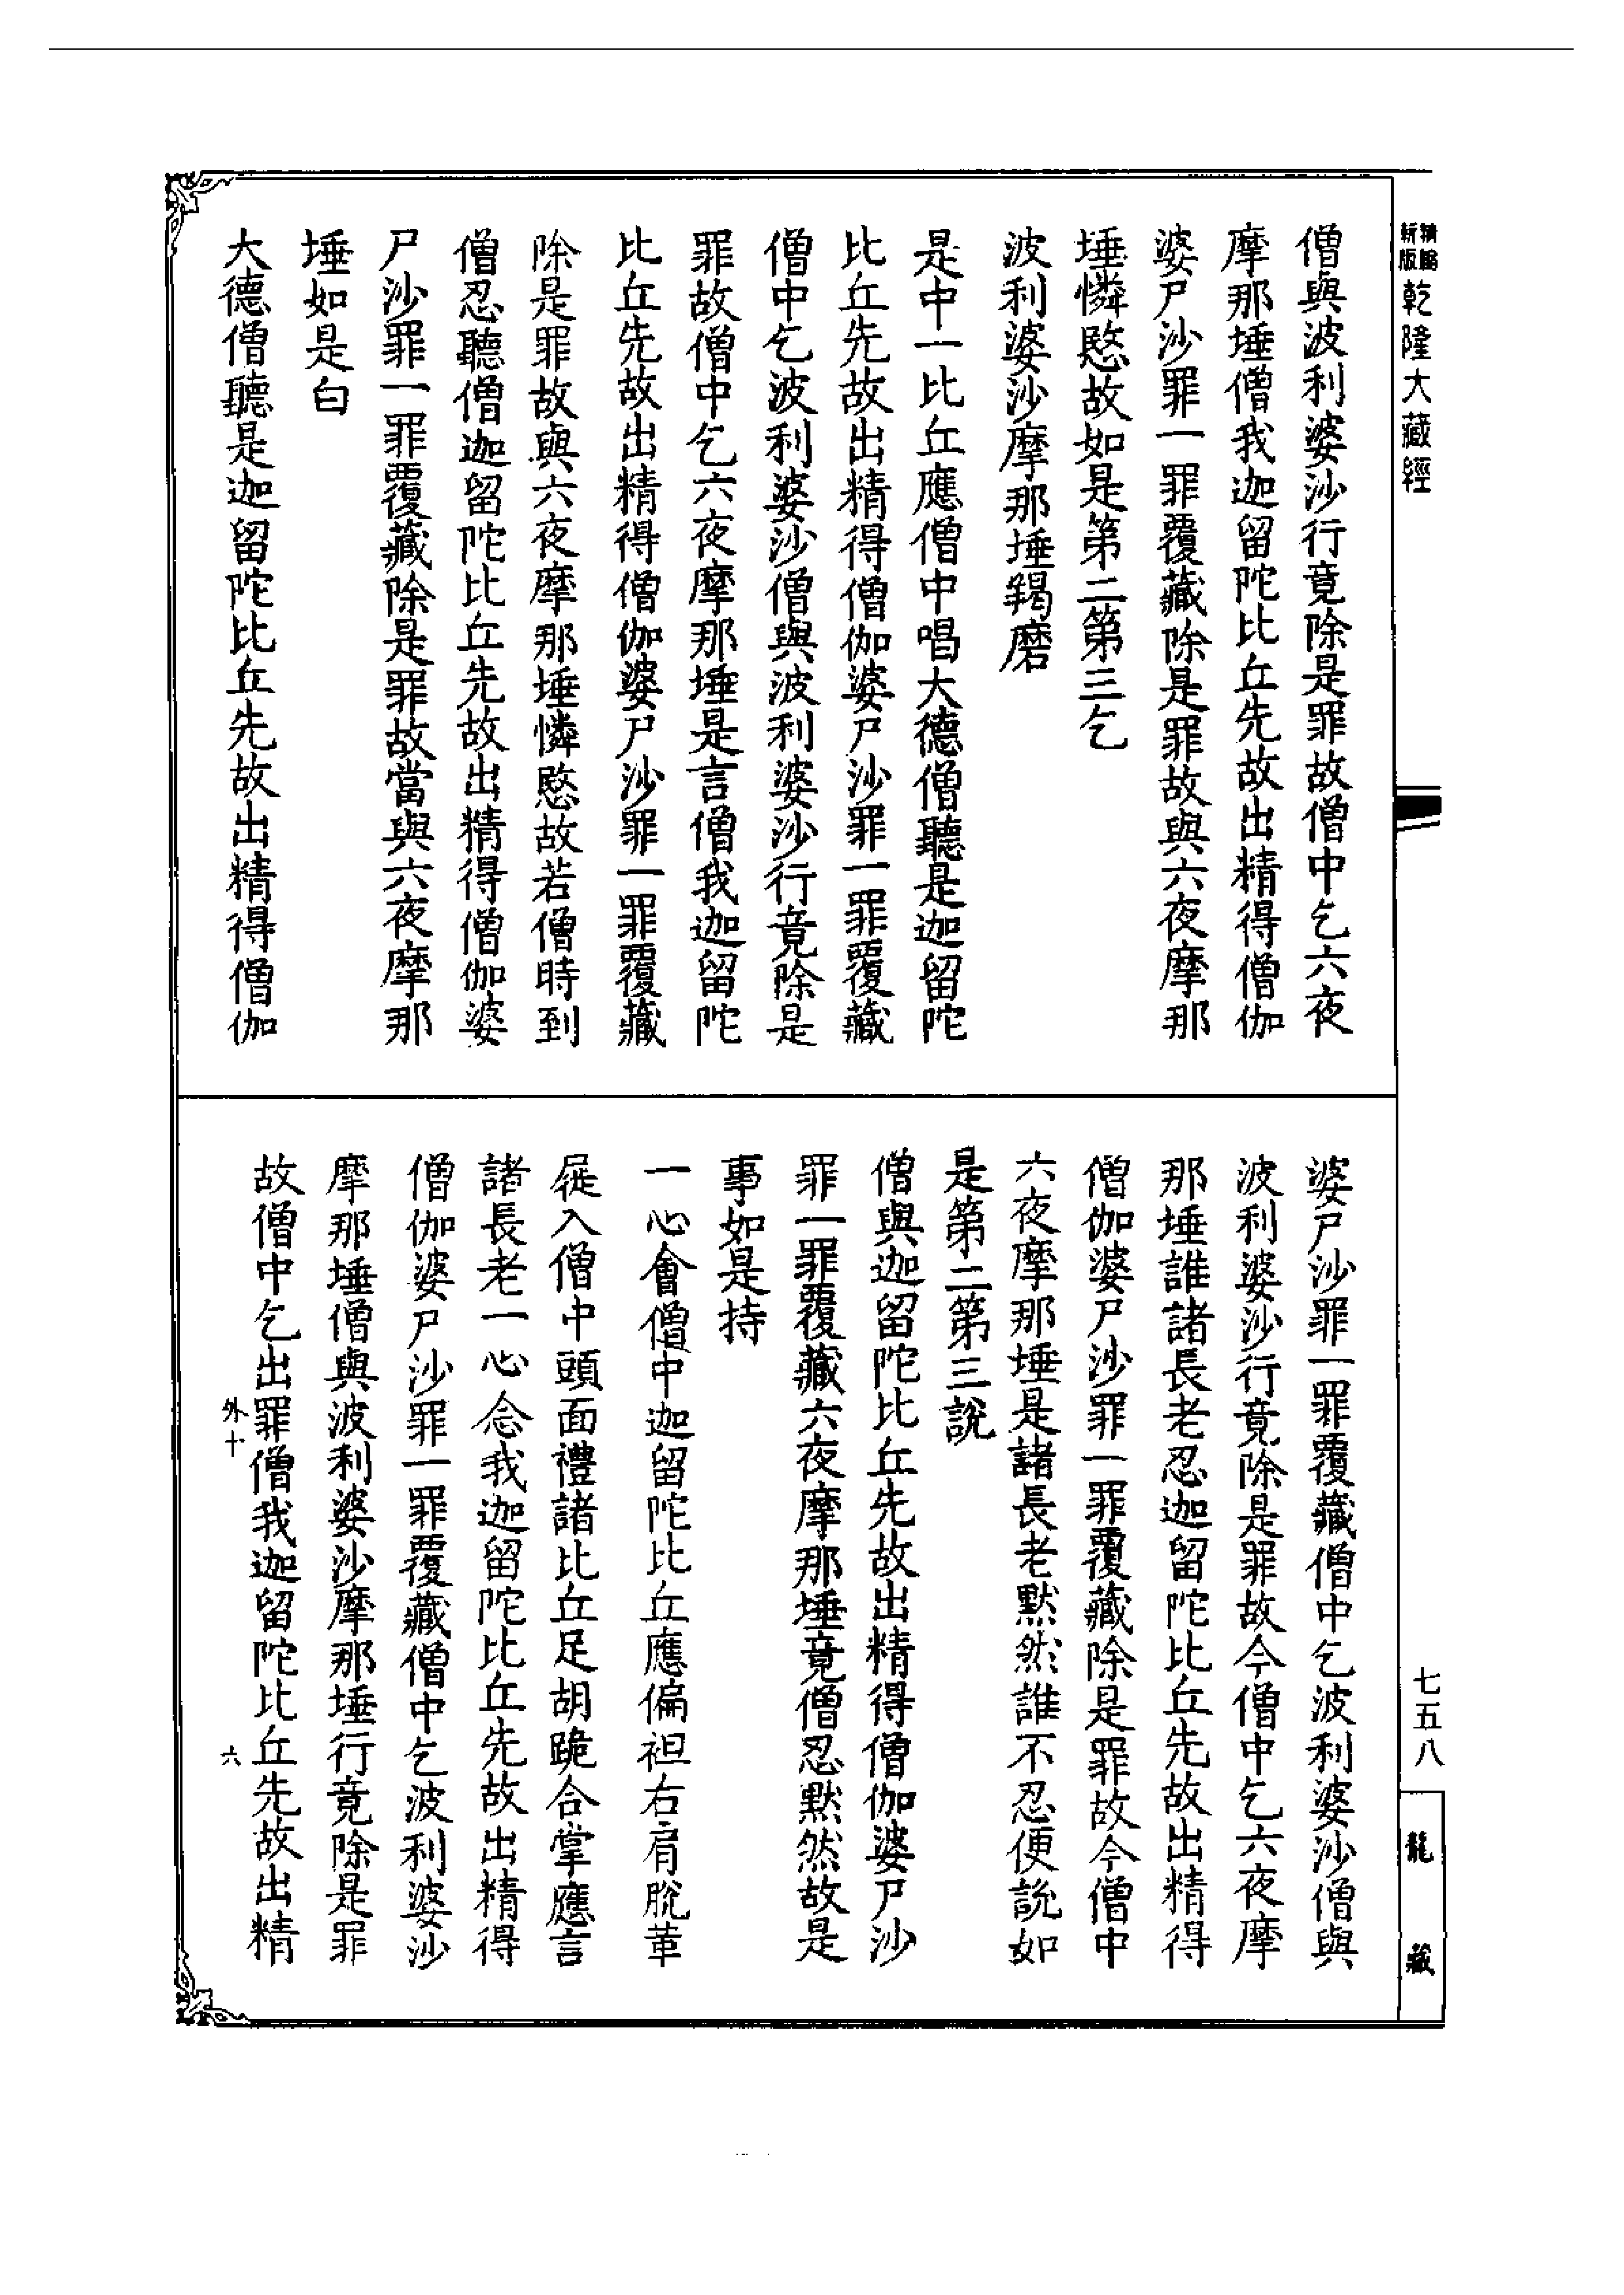 精編新版乾隆大藏經
僧與波利婆沙行竟除是罪故僧中乞六夜
摩那埵僧我迦留陀比丘先故出精得僧伽
婆尸沙罪一罪覆藏除是罪故與六夜摩那
埵憐愍故如是第二第三乞
波利婆沙摩那埵羯磨
是中一比丘應僧中唱大德僧聽是迦留陀
比丘先故出精得僧伽婆尸沙罪一罪覆藏
僧中乞波利婆沙僧與波利婆沙行竟除是
罪故僧中乞六夜摩那埵是言僧我迦留陀
比丘先故出精得僧伽婆尸沙罪一罪覆藏
除是罪故與六夜摩那埵憐愍故若僧時到
僧忍聽僧迦留陀比丘先故出精得僧伽婆
尸沙罪一罪覆藏除是罪故當與六夜摩那
埵如是白
大德僧聽是迦留陀比丘先故出精得僧伽
婆尸沙罪一罪覆藏僧中乞波利婆沙僧與
波利婆沙行竟除是罪故今僧中乞六夜摩
那埵誰諸長老忍迦留陀比丘先故出精得
僧伽婆尸沙罪一罪覆藏除是罪故今僧中
六夜摩那埵是諸長老默然誰不忍便說如
是第二第三說
僧與迦留陀比丘先故出精得僧伽婆尸沙
罪一罪覆藏六夜摩那埵竟僧忍默然故是
事如是持
一心會僧中迦留陀比丘應偏袒右肩脫革
屣入僧中頭面禮諸比丘足胡跪合掌應言
諸長老一心念我迦留陀比丘先故出精得
僧伽婆尸沙罪一罪覆藏僧中乞波利婆沙
摩那埵僧與波利婆沙摩那埵行竟除是罪
故僧中乞出罪僧我迦留陀比丘先故出精
外十 六
七五八
龍藏